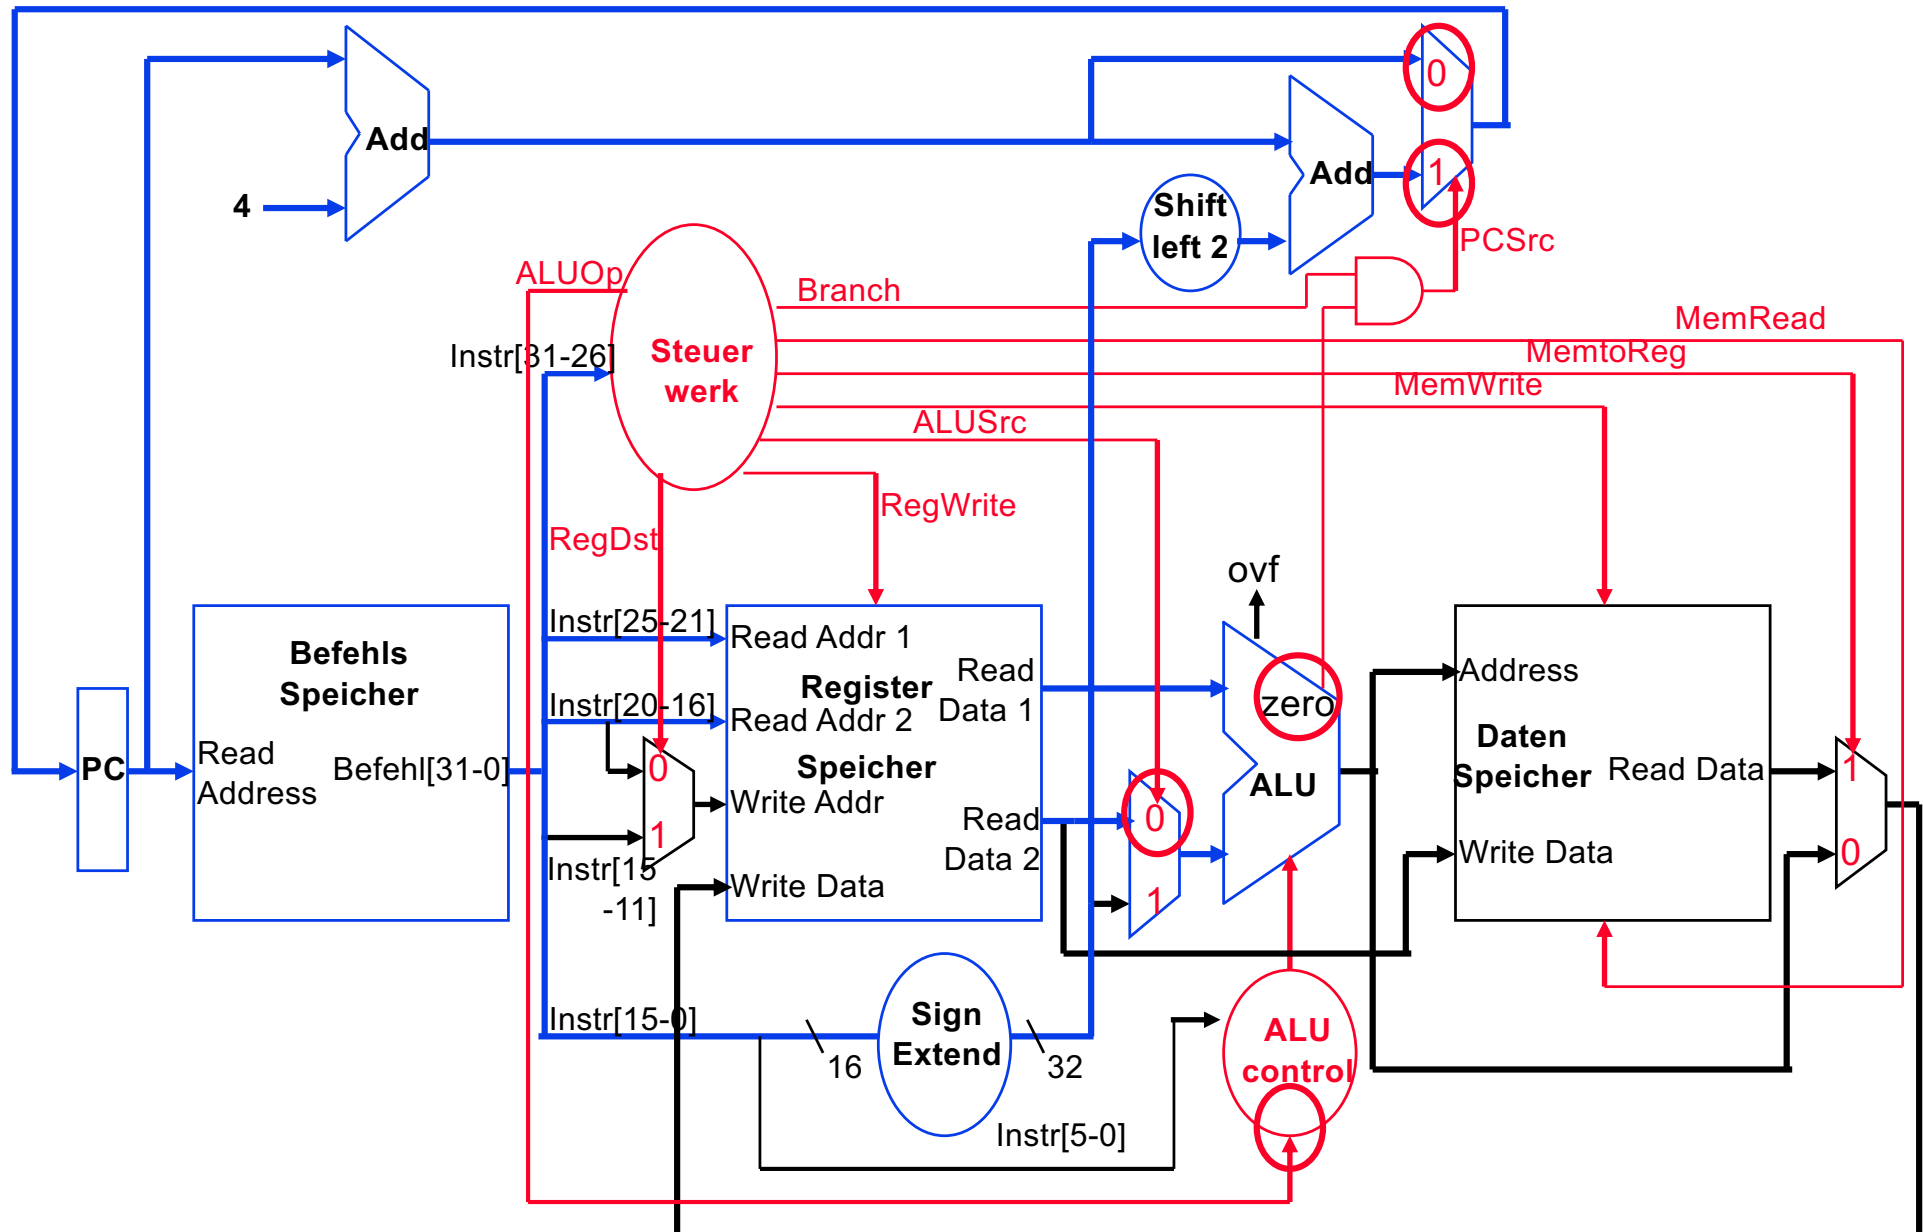 0
Add
1
Add
4
Shift
left 2
PCSrc
ALUOp
Branch
MemRead
Instr[31-26]
Steuer
werk
MemtoReg
MemWrite
ALUSrc
RegWrite
RegDst
ovf
Instr[25-21]
Read Addr 1
Befehls
Speicher
Register
Read
Data 1
zero
Address
Instr[20-16]
Read Addr 2
PC
Read
Address
Befehl[31-0]
0
Speicher
ALU
Daten
Speicher
Read Data
1
Write Addr
1
Read
Data 2
0
Write Data
0
Instr[15
-11]
Write Data
1
Instr[15-0]
16
Sign
Extend
32
ALU
control
Instr[5-0]